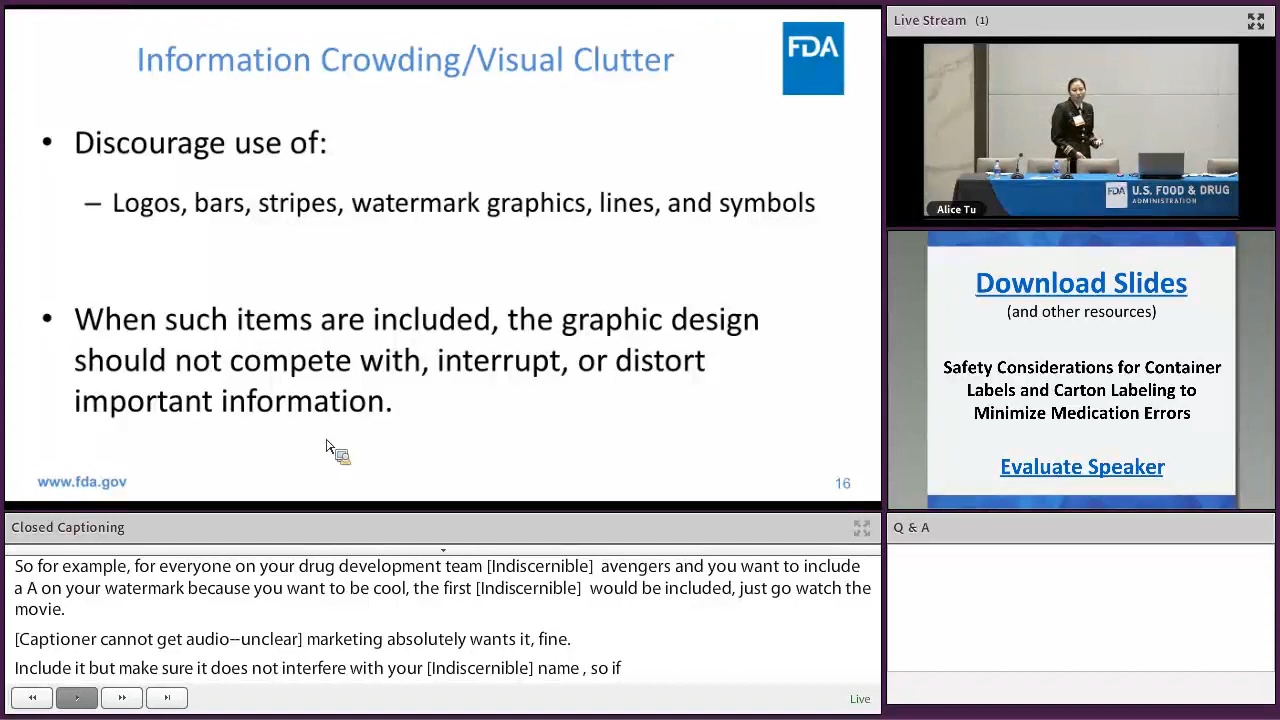 Information Crowding/Visual Clutter
FDA
• Discourage use of:
– Logos, bars, stripes, watermark graphics, lines, and symbols
• When such items are included, the graphic design
should not compete with, interrupt, or distort
important information.
www.fda.gov
16
Live Stream (1)
FDA
U.S. FOOD & DRUG
ADMINISTRATION
Alice Tu
Download Slides
(and other resources)
Safety Considerations for Container
Labels and Carton Labeling to
Minimize Medication Errors
Evaluate Speaker
Closed Captioning
So for example, for everyone on your drug development team [Indiscernible] avengers and you want to include
a A on your watermark because you want to be cool, the first [Indiscernible] would be included, just go watch the
movie.
[Captioner cannot get audio--unclear] marketing absolutely wants it, fine.
Include it but make sure it does not interfere with your [Indiscernible] name , so if
Live
Q & A